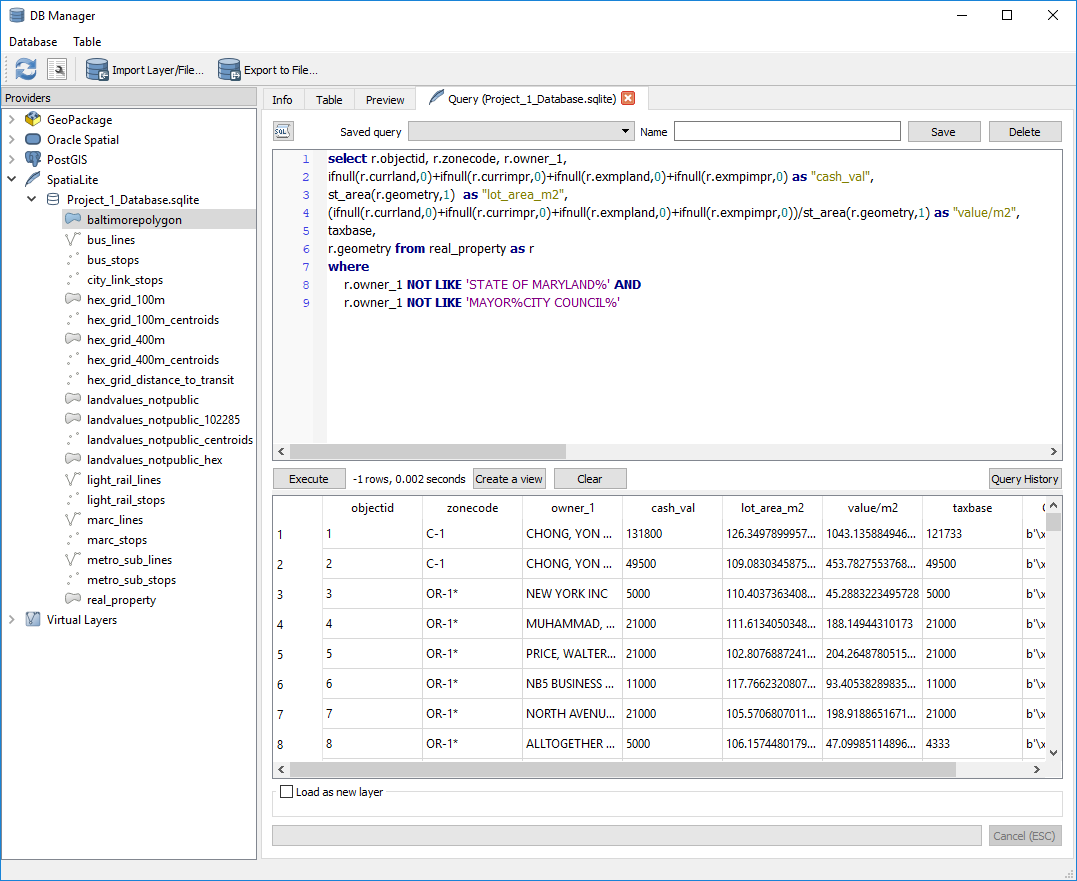 DB Manager
Database Table
Import Layer/File... Export to File...
Providers
GeoPackage
Oracle Spatial
PostGIS
SpatiaLite
Project_1_Database.sqlite
baltimorepolygon
bus_lines
bus_stops
city_link_stops
hex_grid_100m
hex_grid_100m_centroids
hex_grid_400m
hex_grid_400m_centroids
hex_grid_distance_to_transit
landvalues_notpublic
landvalues_notpublic_102285
landvalues_notpublic_centroids
landvalues_notpublic_hex
light_rail_lines
light_rail_stops
marc_lines
marc_stops
metro_sub_lines
metro_sub_stops
real_property
Virtual Layers
Info Table Preview Query (Project_1_Database.sqlite)
SQL Saved query Name Save Delete
1 select r.objectid, r.zonecode, r.owner_1,
2 ifnull(r.currland,0)+ifnull(r.currimpr,0)+ifnull(r.exmpland,0)+ifnull(r.exmpimpr,0) as "cash_val",
3 st_area(r.geometry,1)  as "lot_area_m2",
4 (ifnull(r.currland,0)+ifnull(r.currimpr,0)+ifnull(r.exmpland,0)+ifnull(r.exmpimpr,0))/st_area(r.geometry,1) as "value/m2",
5 taxbase,
6 r.geometry from real_property as r
7 where
8 r.owner_1 NOT LIKE 'STATE OF MARYLAND%' AND
9 r.owner_1 NOT LIKE 'MAYOR%CITY COUNCIL%'
Execute -1 rows, 0.002 seconds Create a view Clear Query History
objectid zonecode owner_1 cash_val lot_area_m2 value/m2 taxbase
1 1 C-1 CHONG, YON ... 131800 126.3497899957... 1043.135884946... 121733 b'\x
2 2 C-1 CHONG, YON ... 49500 109.0830345875... 453.7827553768... 49500 b'\x
3 3 OR-1* NEW YORK INC 5000 110.4037363408... 45.2883223495728 5000 b'\x
4 4 OR-1* MUHAMMAD, ... 21000 111.6134050348... 188.14944310173 21000 b'\x
5 5 OR-1* PRICE, WALTER... 21000 102.8076887241... 204.2648780515... 21000 b'\x
6 6 OR-1* NB5 BUSINESS ... 11000 117.7662320807... 93.40538289835... 11000 b'\x
7 7 OR-1* NORTH AVENU... 21000 105.5706807011... 198.9188651671... 21000 b'\x
8 8 OR-1* ALLTOGETHER ... 5000 106.1574480179... 47.09985114896... 4333 b'\x
Load as new layer
Cancel (ESC)